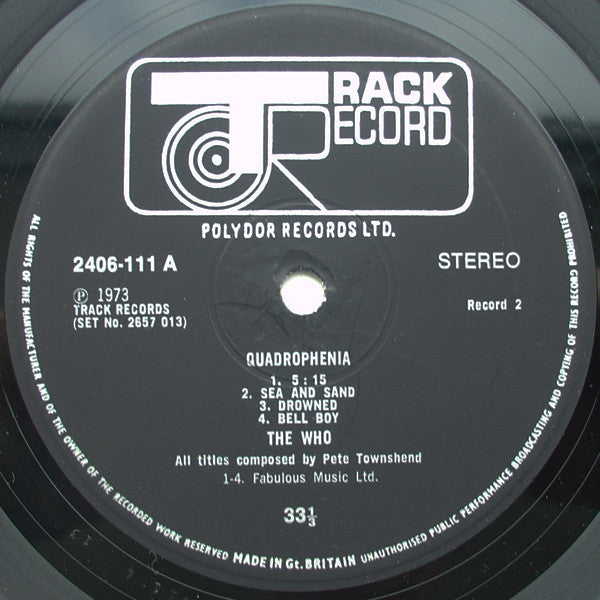 TRACK
RECORD
POLYDOR RECORDS LTD.
2406-111 A
STEREO
℗ 1973
TRACK RECORDS
(SET No. 2657 013)
Record 2
QUADROPHENIA
1. 5:15
2. SEA AND SAND
3. DROWNED
4. BELL BOY
THE WHO
All titles composed by Pete Townshend
1-4. Fabulous Music Ltd.
33⅓
ALL RIGHTS OF THE MANUFACTURER AND OF THE OWNER OF THE RECORDED WORK RESERVED MADE IN Gt. BRITAIN UNAUTHORISED PUBLIC PERFORMANCE BROADCASTING AND COPYING OF THIS RECORD PROHIBITED